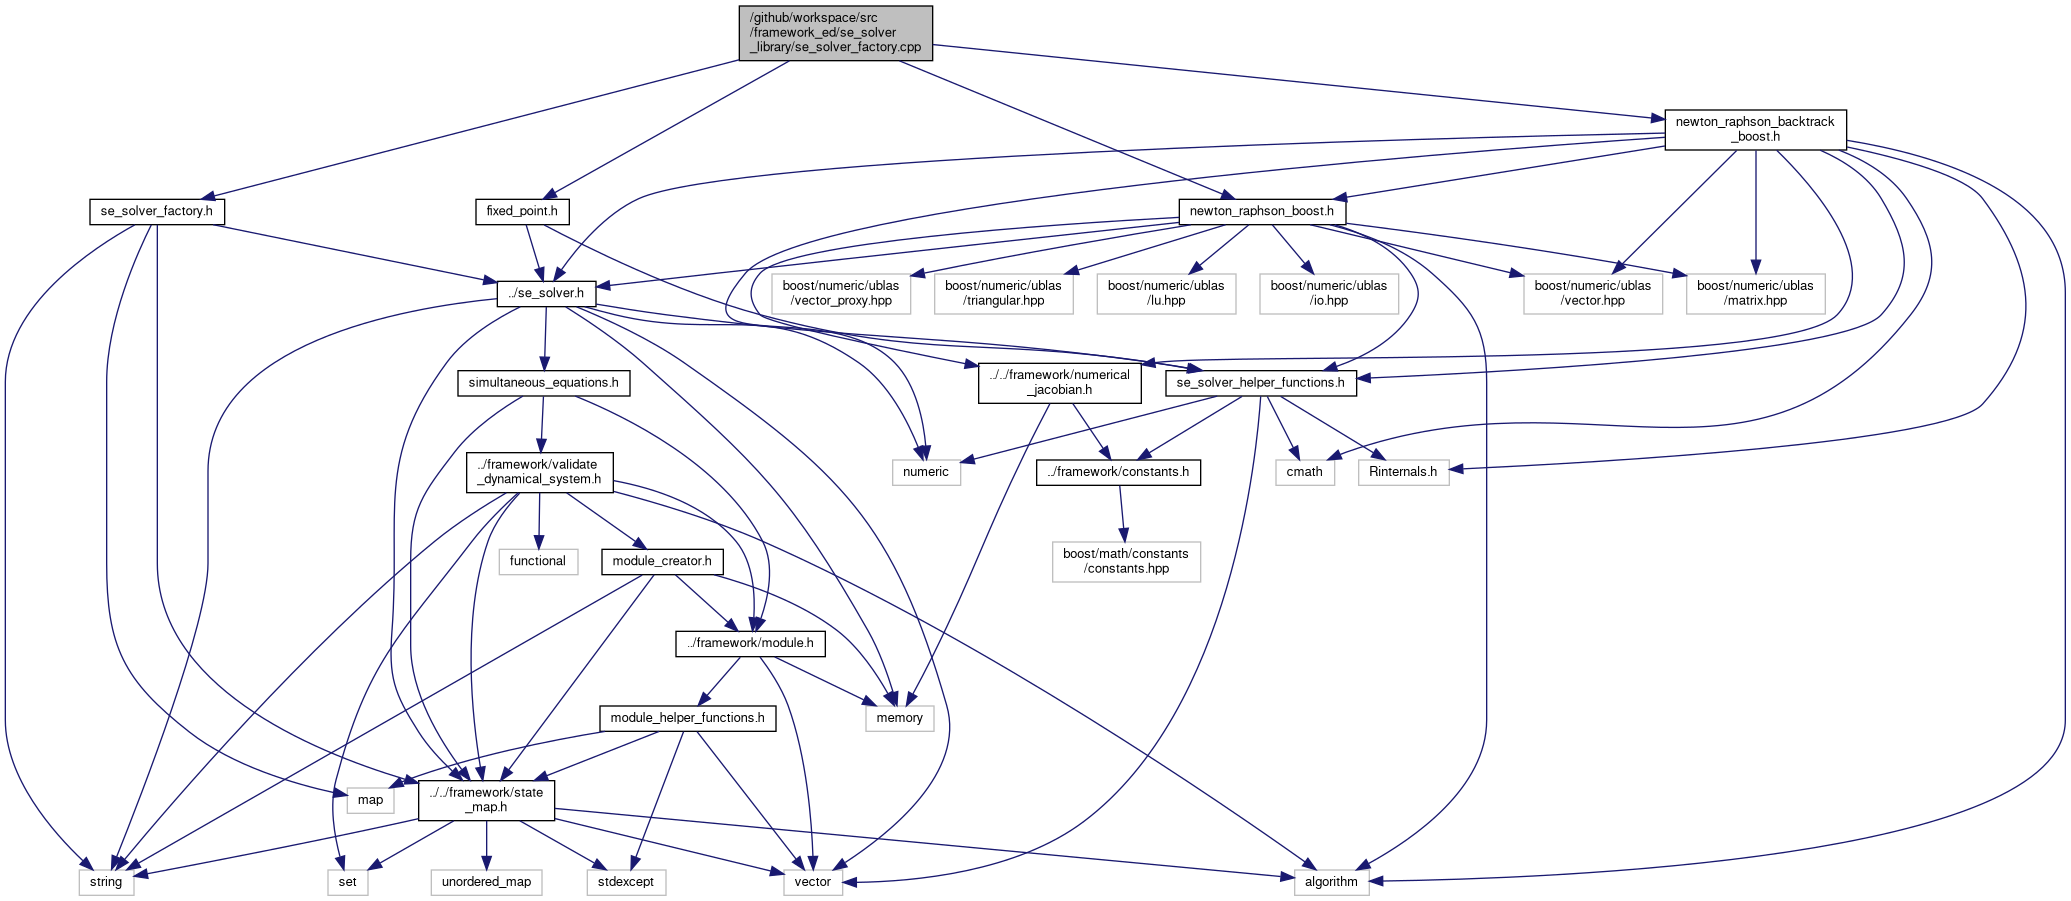 /github/workspace/src
/framework_ed/se_solver
_library/se_solver_factory.cpp
newton_raphson_backtrack
_boost.h
se_solver_factory.h
fixed_point.h
newton_raphson_boost.h
../se_solver.h
boost/numeric/ublas
/vector_proxy.hpp
boost/numeric/ublas
/triangular.hpp
boost/numeric/ublas
/lu.hpp
boost/numeric/ublas
/io.hpp
boost/numeric/ublas
/vector.hpp
boost/numeric/ublas
/matrix.hpp
simultaneous_equations.h
../../framework/numerical
_jacobian.h
se_solver_helper_functions.h
../framework/validate
_dynamical_system.h
numeric
../framework/constants.h
cmath
Rinternals.h
functional
module_creator.h
boost/math/constants
/constants.hpp
../framework/module.h
module_helper_functions.h
memory
map
../../framework/state
_map.h
string
set
unordered_map
stdexcept
vector
algorithm